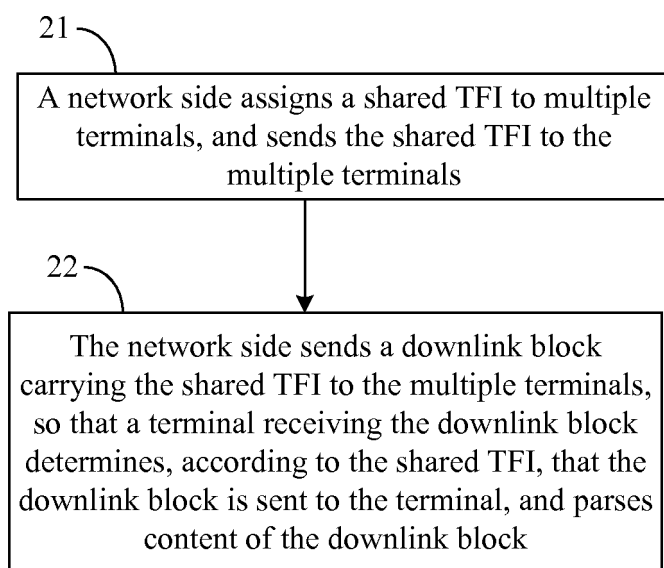 21
A network side assigns a shared TFI to multiple
terminals, and sends the shared TFI to the
multiple terminals
22
The network side sends a downlink block
carrying the shared TFI to the multiple terminals,
so that a terminal receiving the downlink block
determines, according to the shared TFI, that the
downlink block is sent to the terminal, and parses
content of the downlink block